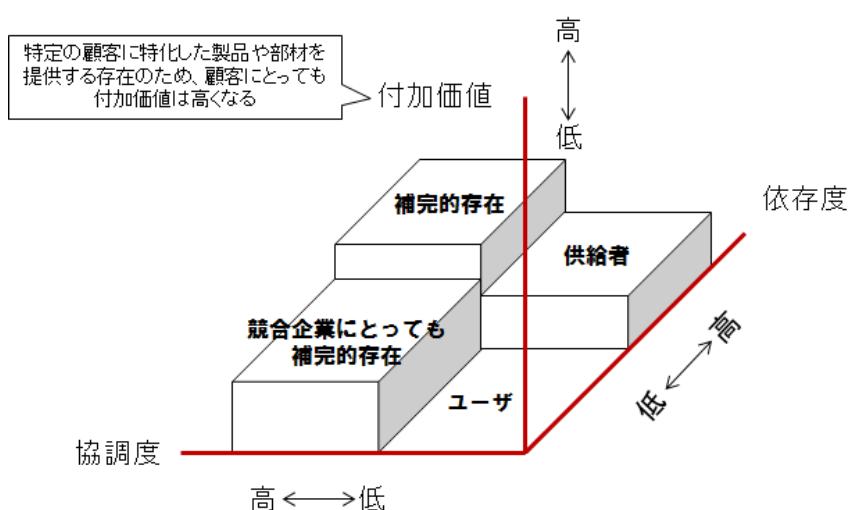 特定の顧客に特化した製品や部材を
提供する存在のため、顧客にとっても
付加価値は高くなる
付加価値
高
低
依存度
補完的存在
供給者
競合企業にとっても
補完的存在
ユーザ
高
低
協調度
高
低